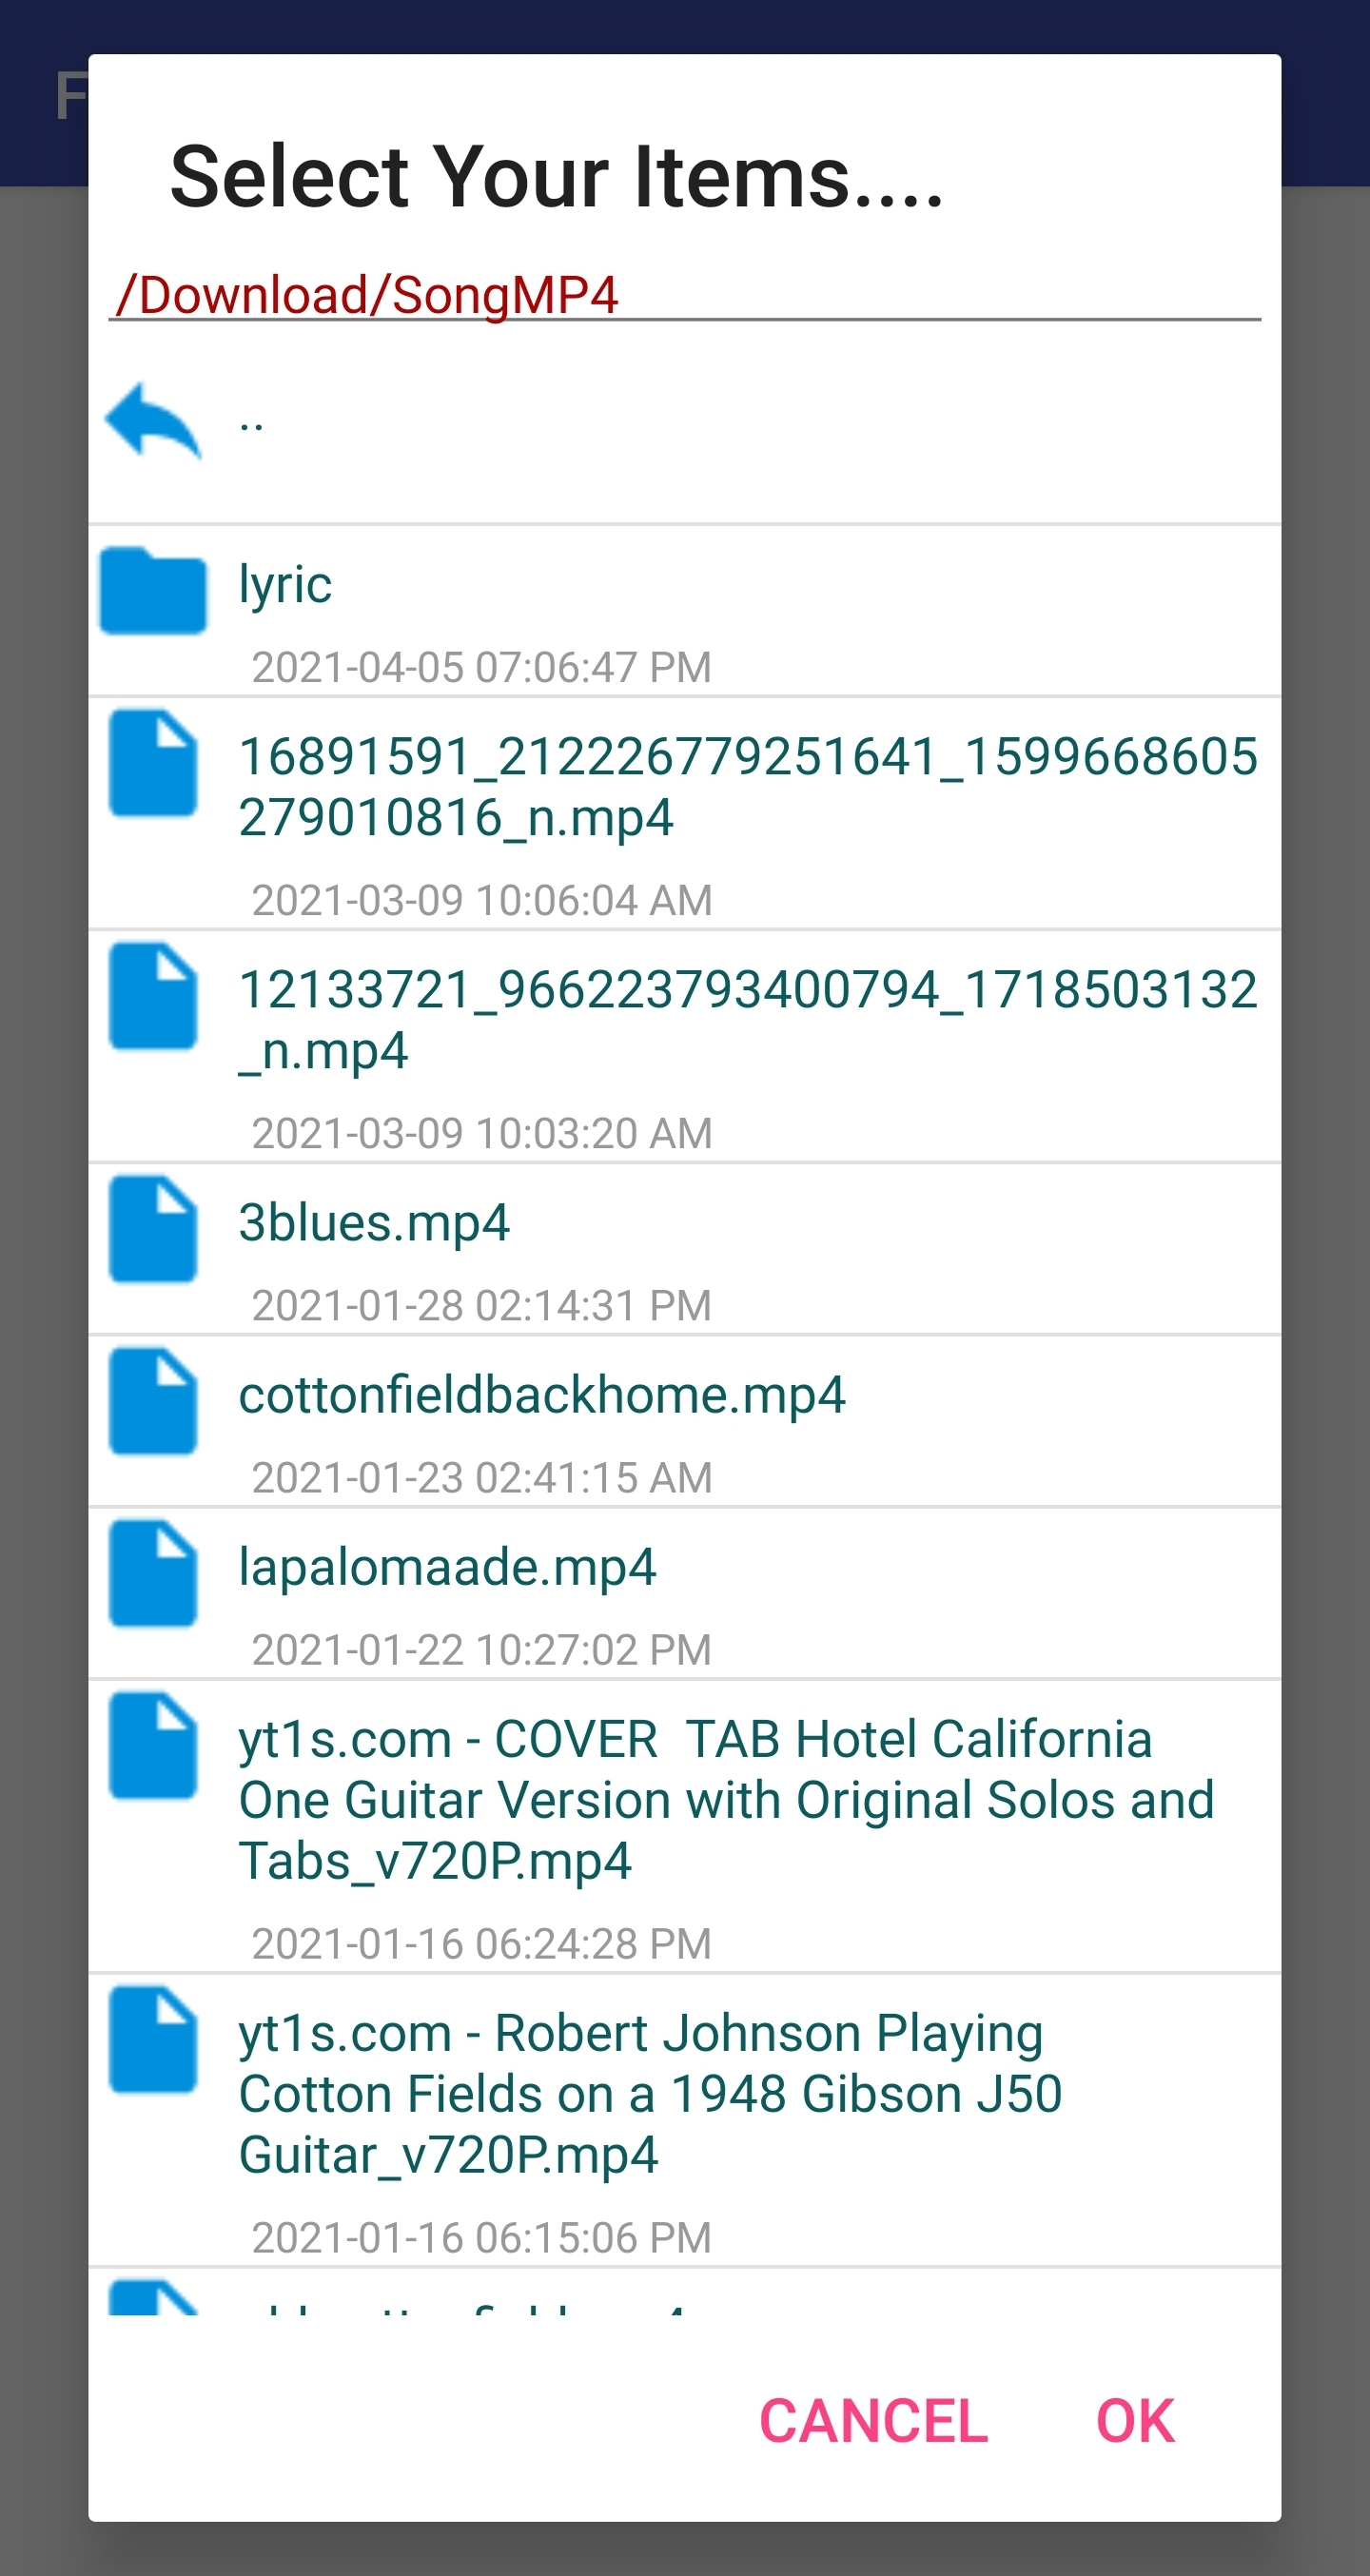 F
Select Your Items....
/Download/SongMP4
..
lyric
2021-04-05 07:06:47 PM
16891591_212226779251641_1599668605
279010816_n.mp4
2021-03-09 10:06:04 AM
12133721_966223793400794_1718503132
_n.mp4
2021-03-09 10:03:20 AM
3blues.mp4
2021-01-28 02:14:31 PM
cottonfieldbackhome.mp4
2021-01-23 02:41:15 AM
lapalomaade.mp4
2021-01-22 10:27:02 PM
yt1s.com - COVER  TAB Hotel California
One Guitar Version with Original Solos and
Tabs_v720P.mp4
2021-01-16 06:24:28 PM
yt1s.com - Robert Johnson Playing
Cotton Fields on a 1948 Gibson J50
Guitar_v720P.mp4
2021-01-16 06:15:06 PM
CANCEL OK